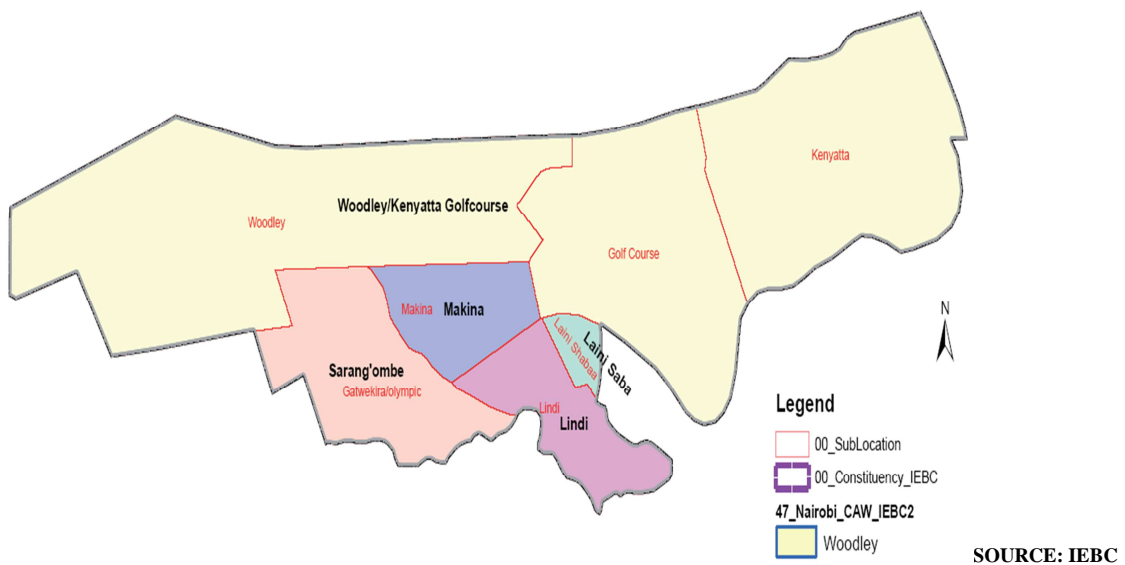 Kenyatta
Woodley/Kenyatta Golfcourse
Woodley
Golf Course
Makina
Makina
Laini Shabaa
Laini Saba
Sarang'ombe
Gatwekira/olympic
Lindi
Lindi
N
Legend
00_SubLocation
00_Constituency_IEBC
47_Nairobi_CAW_IEBC2
Woodley
SOURCE: IEBC